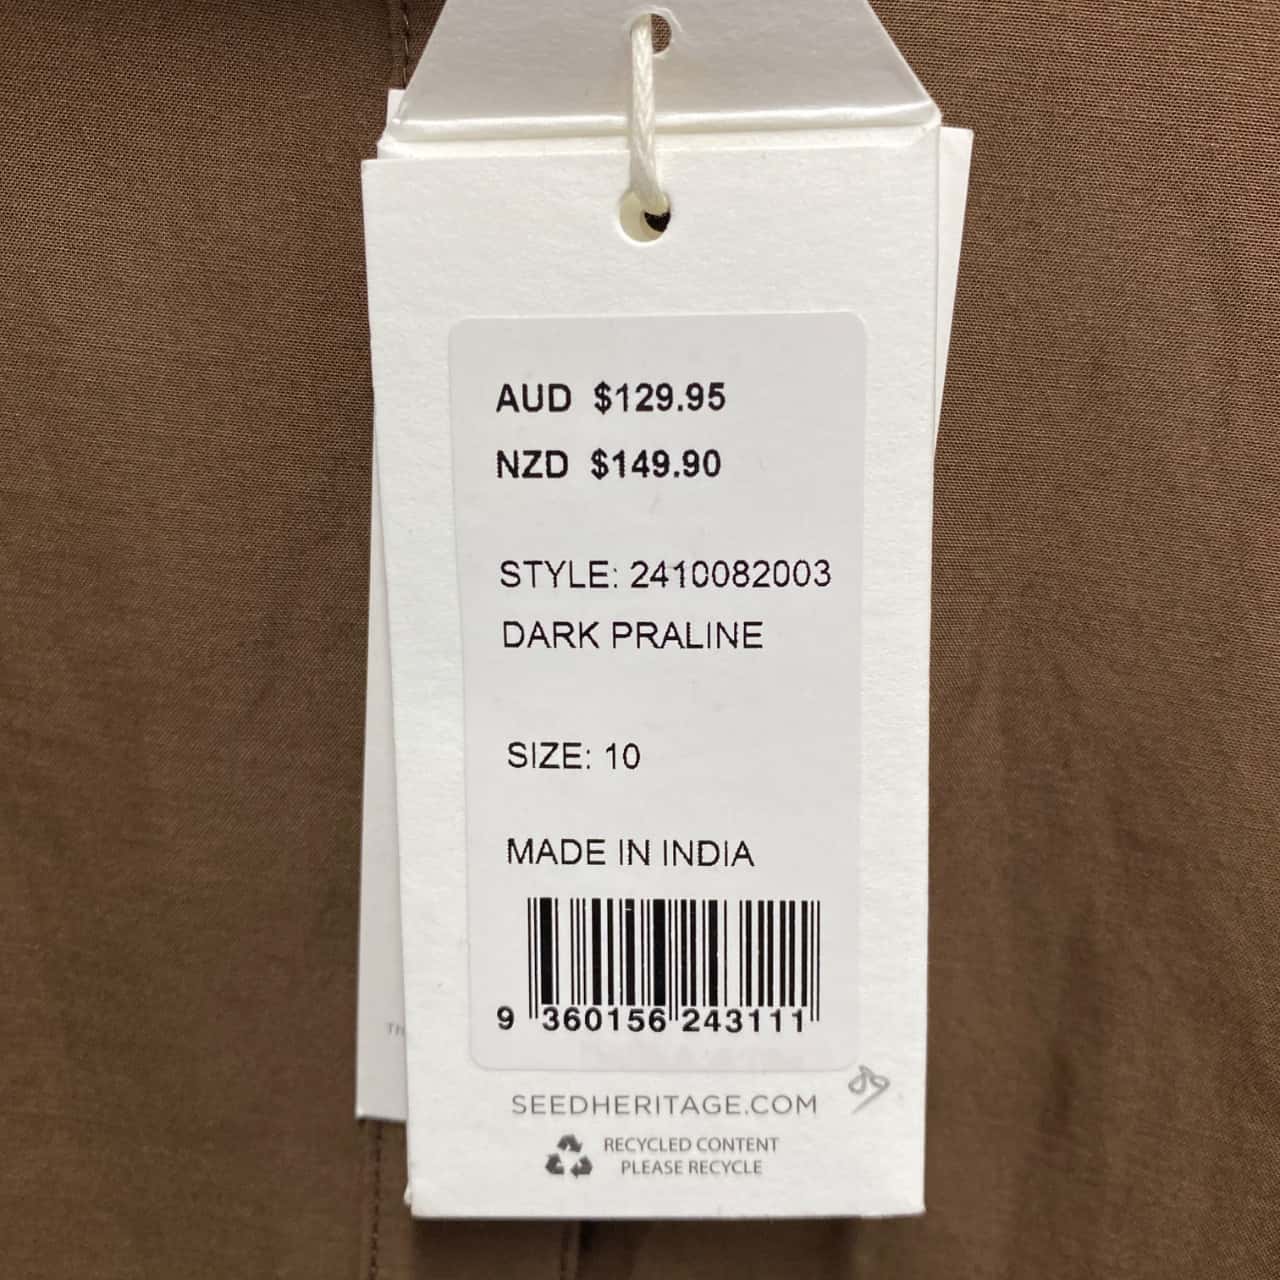 AUD $129.95
NZD $149.90
STYLE: 2410082003
DARK PRALINE
SIZE: 10
MADE IN INDIA
9 360156 243111
SEEDHERITAGE.COM
RECYCLED CONTENT
PLEASE RECYCLE